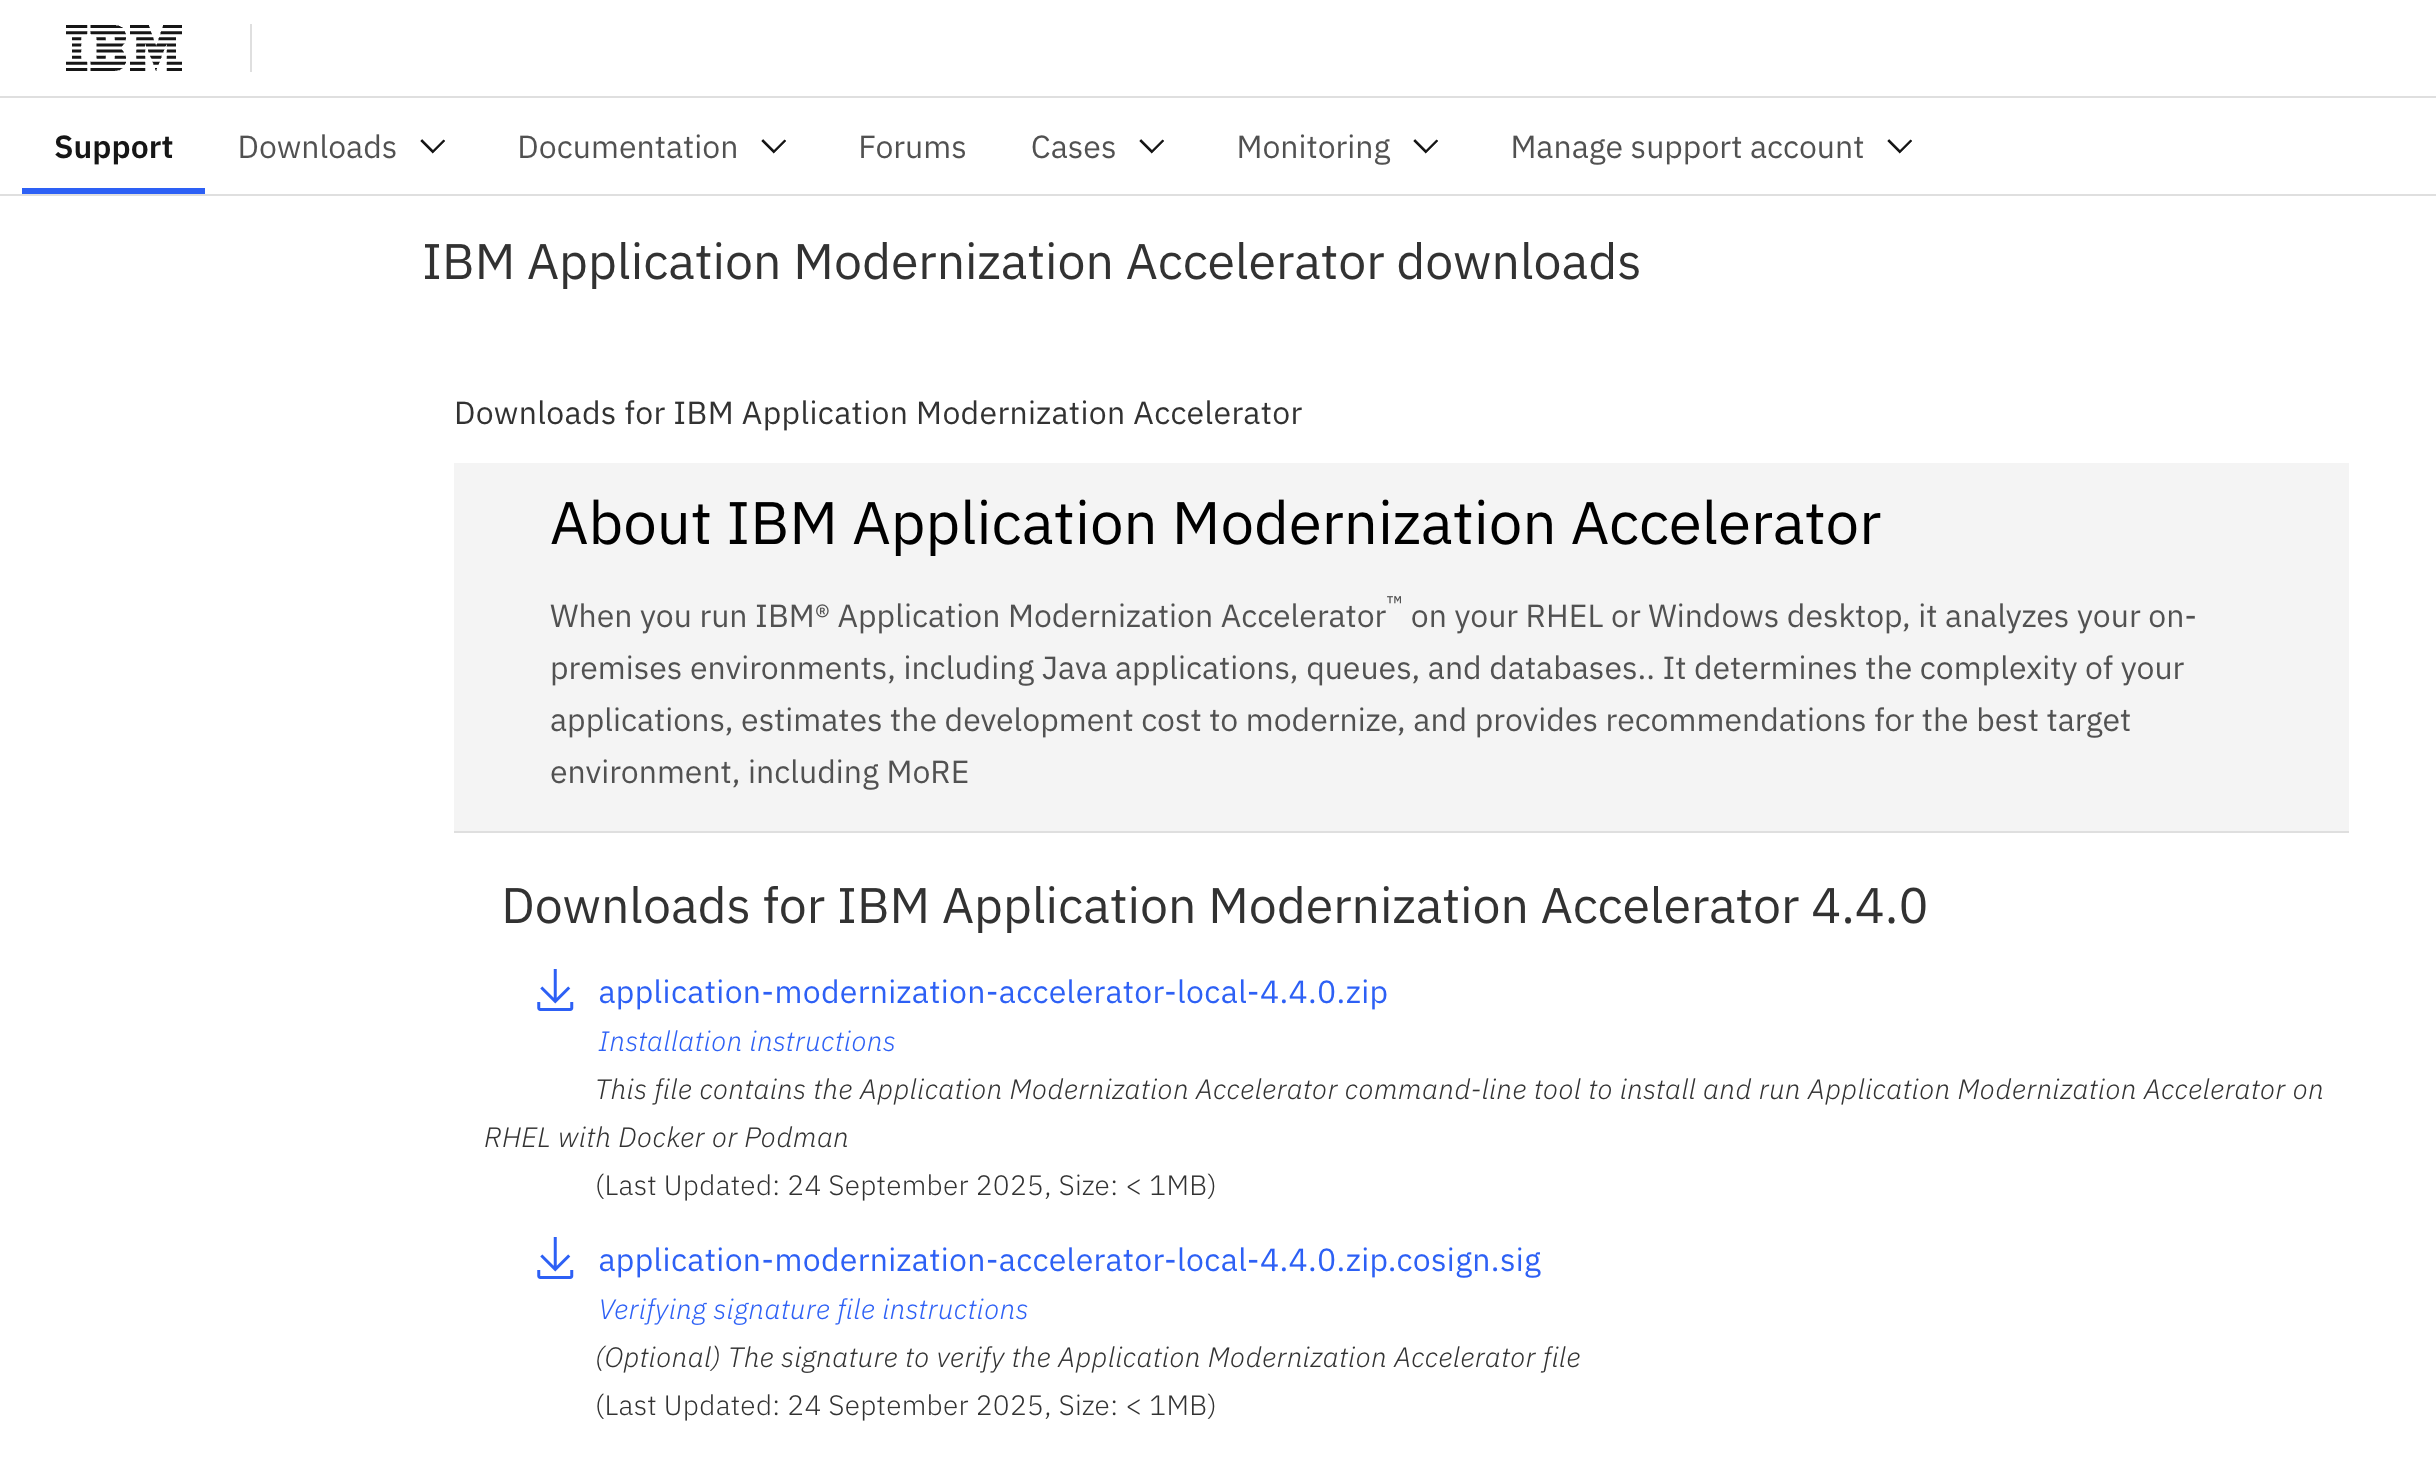 IBM
Support
Downloads
Documentation
Forums
Cases
Monitoring
Manage support account
IBM Application Modernization Accelerator downloads
Downloads for IBM Application Modernization Accelerator
About IBM Application Modernization Accelerator
When you run IBM® Application Modernization Accelerator™ on your RHEL or Windows desktop, it analyzes your on-
premises environments, including Java applications, queues, and databases.. It determines the complexity of your
applications, estimates the development cost to modernize, and provides recommendations for the best target
environment, including MoRE
Downloads for IBM Application Modernization Accelerator 4.4.0
application-modernization-accelerator-local-4.4.0.zip
Installation instructions
This file contains the Application Modernization Accelerator command-line tool to install and run Application Modernization Accelerator on
RHEL with Docker or Podman
(Last Updated: 24 September 2025, Size: < 1MB)
application-modernization-accelerator-local-4.4.0.zip.cosign.sig
Verifying signature file instructions
(Optional) The signature to verify the Application Modernization Accelerator file
(Last Updated: 24 September 2025, Size: < 1MB)